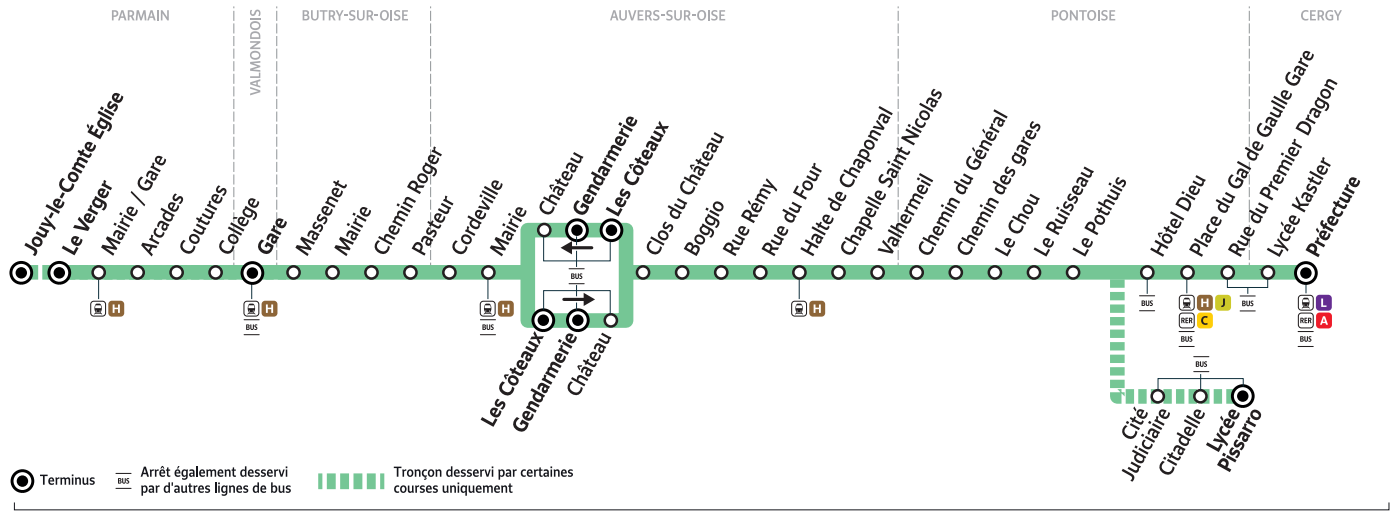 PARMAIN
VALMONDOIS
BUTRY-SUR-OISE
AUVERS-SUR-OISE
PONTOISE
CERGY
Jouy-le-Comte Église
Le Verger
Mairie / Gare
Arcades
Coutures
Collège
Gare
Massenet
Mairie
Chemin Roger
Pasteur
Cordeville
Mairie
Château
Gendarmerie
Les Côteaux
Clos du Château
Boggio
Rue Rémy
Rue du Four
Halte de Chaponval
Chapelle Saint Nicolas
Valhermeil
Chemin du Général
Chemin des gares
Le Chou
Le Ruisseau
Le Pothuis
Hôtel Dieu
Place du Gal de Gaulle Gare
Rue du Premier Dragon
Lycée Kastler
Préfecture
BUS
BUS
H
H
BUS
H
BUS
H
BUS
H J
RER C
BUS
BUS
L
RER A
BUS
Les Côteaux
Gendarmerie
Château
BUS
Cité
Judiciaire
Citadelle
Lycée
Pissarro
Terminus
BUS
Arrêt également desservi
par d'autres lignes de bus
Tronçon desservi par certaines
courses uniquement